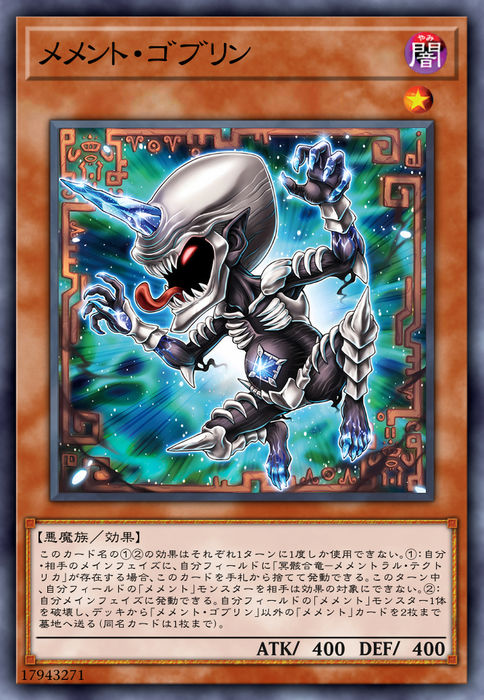 メメント・ゴブリン
やみ
闇
【悪魔族/効果】
このカード名の①②の効果はそれぞれ1ターンに1度しか使用できない。①：自分
・相手のメインフェイズに、自分フィールドに「冥骸合竜－メメントラル・テクト
リカ」が存在する場合、このカードを手札から捨てて発動できる。このターン中、
自分フィールドの「メメント」モンスターを相手は効果の対象にできない。②：
自分メインフェイズに発動できる。自分フィールドの「メメント」モンスター1体
を破壊し、デッキから「メメント・ゴブリン」以外の「メメント」カードを2枚まで
墓地へ送る（同名カードは1枚まで）。
ATK/ 400 DEF/ 400
17943271